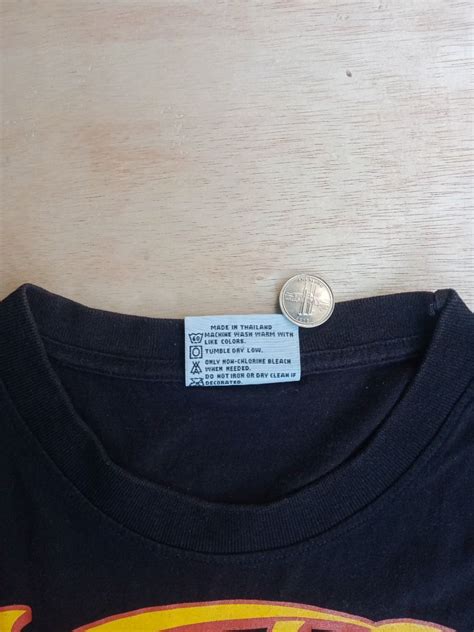 MADE IN THAILAND
MACHINE WASH WARM WITH
LIKE COLORS.
TUMBLE DRY LOW.
ONLY NON-CHLORINE BLEACH
WHEN NEEDED.
DO NOT IRON OR DRY CLEAN IF
DECORATED.